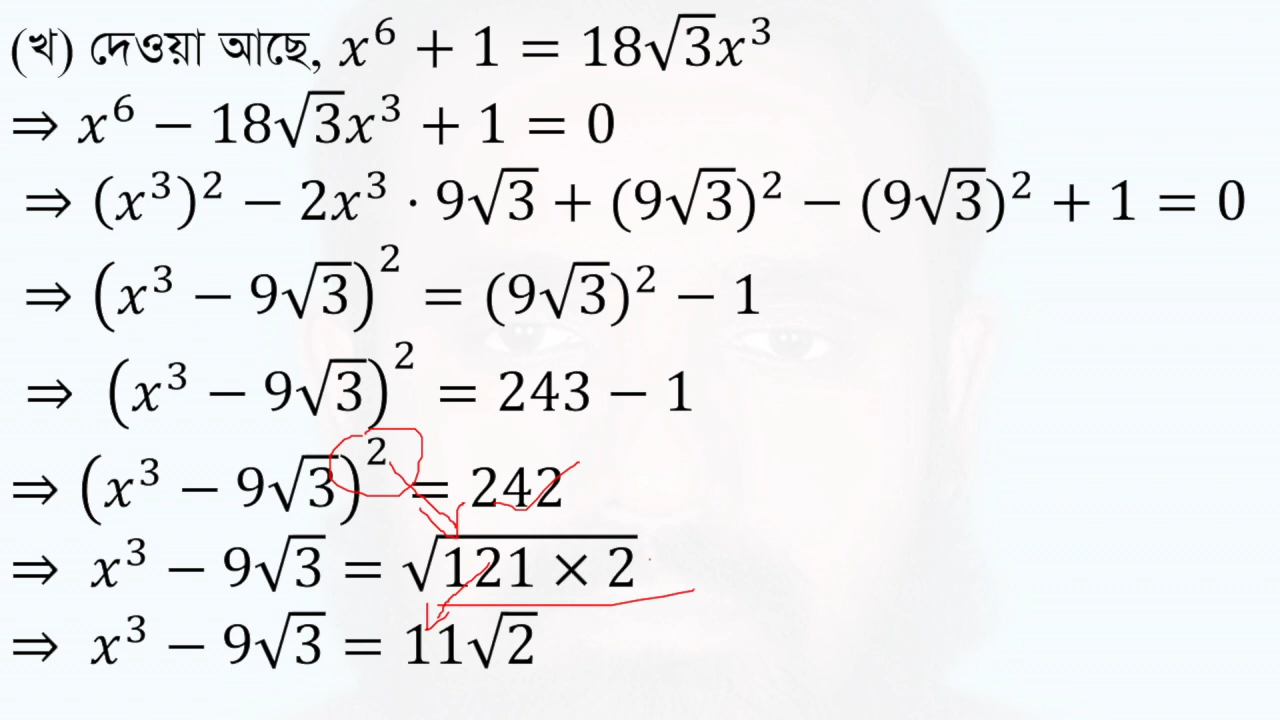 (খ) দেওয়া আছে, x⁶ + 1 = 18√3x³
⇒ x⁶ − 18√3x³ + 1 = 0
⇒ (x³)² − 2x³ · 9√3 + (9√3)² − (9√3)² + 1 = 0
⇒ (x³ − 9√3)² = (9√3)² − 1
⇒ (x³ − 9√3)² = 243 − 1
⇒ (x³ − 9√3)² = 242
⇒ x³ − 9√3 = √(121 × 2)
⇒ x³ − 9√3 = 11√2